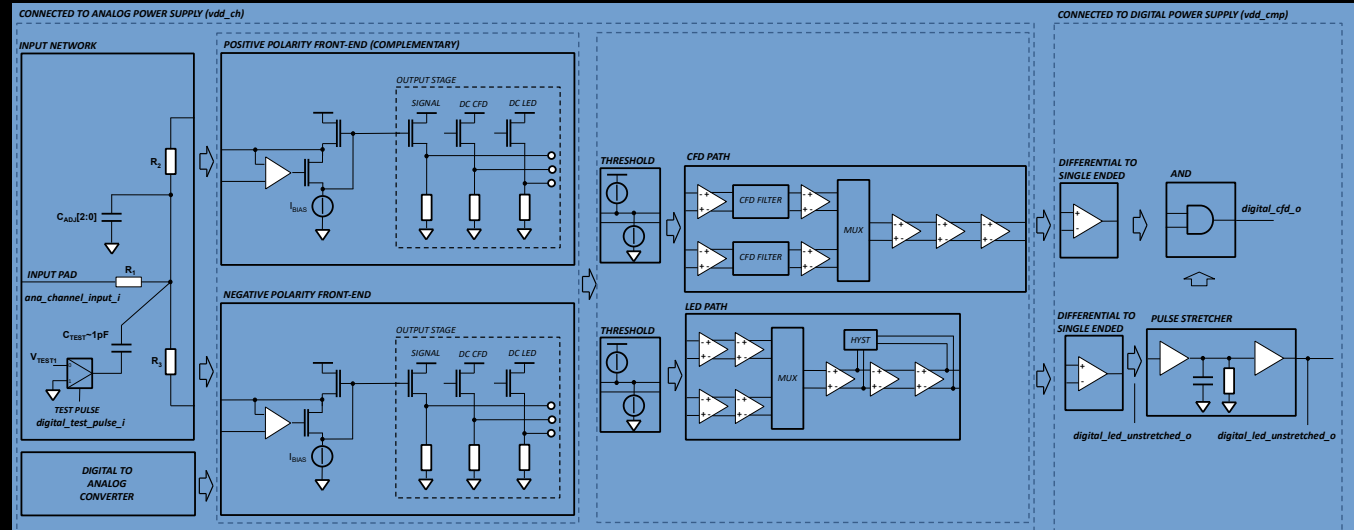 CONNECTED TO ANALOG POWER SUPPLY (vdd_ch)
CONNECTED TO DIGITAL POWER SUPPLY (vdd_cmp)
INPUT NETWORK
R2
CADJ[2:0]
INPUT PAD
R1
ana_channel_input_i
CTEST~1pF
VTEST1
R3
TEST PULSE
digital_test_pulse_i
DIGITAL TO
ANALOG
CONVERTER
POSITIVE POLARITY FRONT-END (COMPLEMENTARY)
OUTPUT STAGE
SIGNAL
DC CFD
DC LED
IBIAS
NEGATIVE POLARITY FRONT-END
OUTPUT STAGE
SIGNAL
DC CFD
DC LED
IBIAS
THRESHOLD
CFD PATH
CFD FILTER
CFD FILTER
MUX
THRESHOLD
LED PATH
MUX
HYST
DIFFERENTIAL TO
SINGLE ENDED
AND
digital_cfd_o
DIFFERENTIAL TO
SINGLE ENDED
PULSE STRETCHER
digital_led_unstretched_o
digital_led_unstretched_o